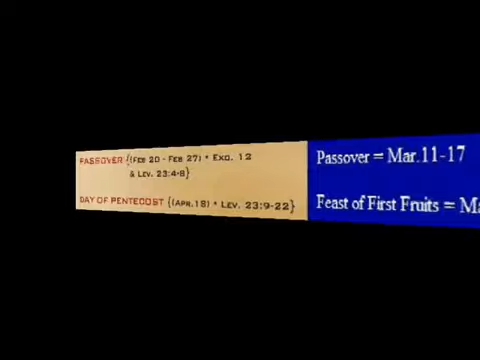 PASSOVER {(FEB 20 - FEB 27) * EXO. 12
& LEV. 23:4-8}
DAY OF PENTECOST {(APR.18) * LEV. 23:9-22}
Passover = Mar.11-17
Feast of First Fruits =